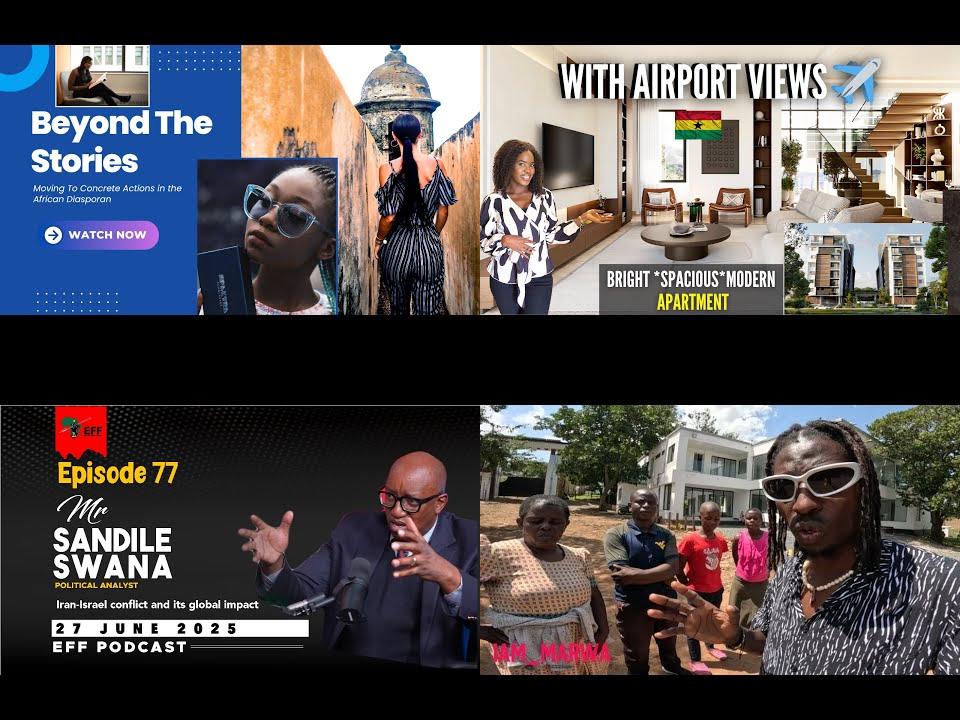 Beyond The
Stories
Moving To Concrete Actions in the
African Diasporan
WATCH NOW
WITH AIRPORT VIEWS
BRIGHT *SPACIOUS*MODERN
APARTMENT
EFF
Episode 77
Mr
SANDILE
SWANA
POLITICAL ANALYST
Iran-Israel conflict and its global impact
27 JUNE 2025
EFF PODCAST
IAM_MARWA